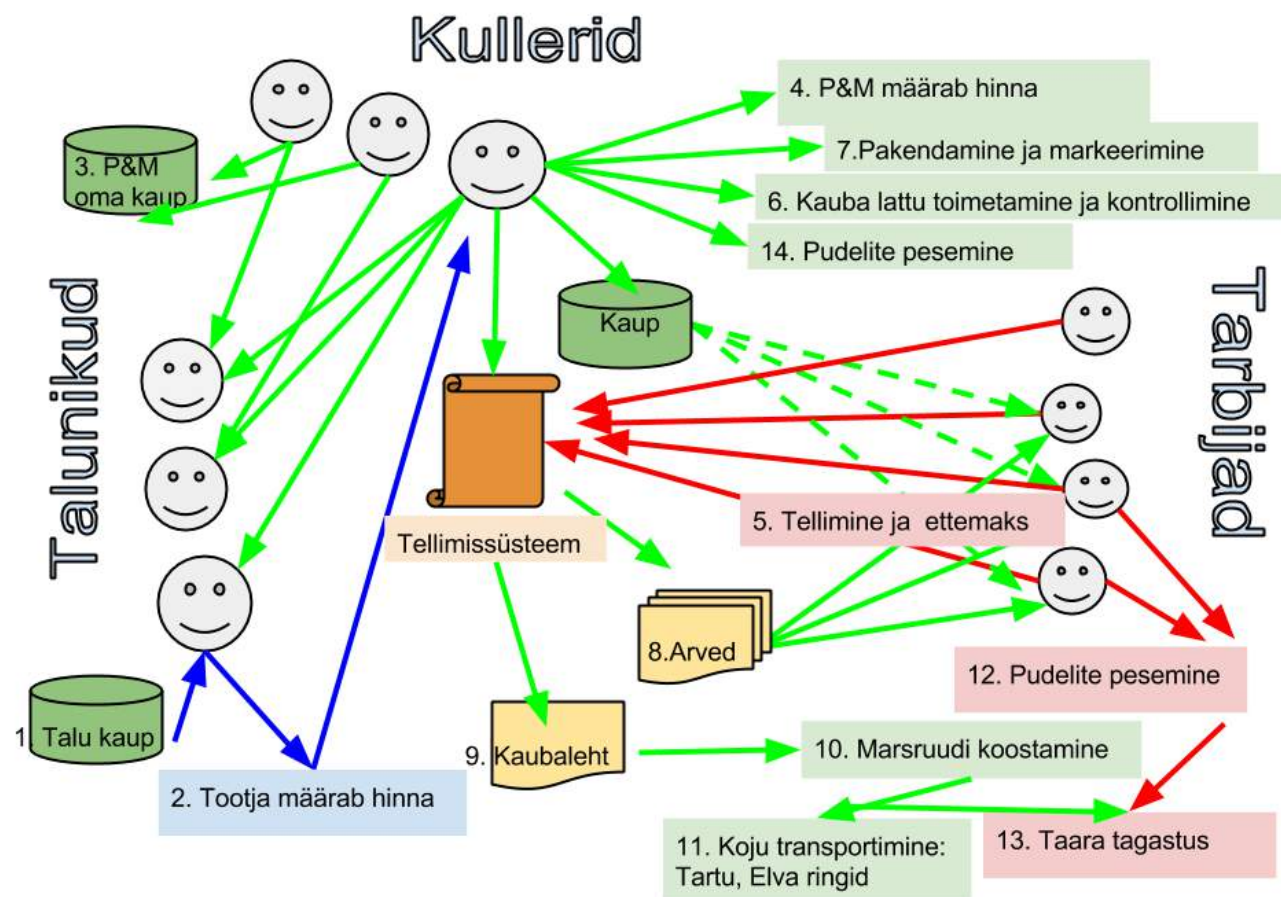 Kullerid
4. P&M määrab hinna
3. P&M
oma kaup
7.Pakendamine ja markeerimine
6. Kauba lattu toimetamine ja kontrollimine
14. Pudelite pesemine
Talunikud
Tarbijad
Kaup
5. Tellimine ja  ettemaks
Tellimissüsteem
8.Arved
12. Pudelite pesemine
1. Talu kaup
9. Kaubaleht
10. Marsruudi koostamine
2. Tootja määrab hinna
11. Koju transportimine:
Tartu, Elva ringid
13. Taara tagastus